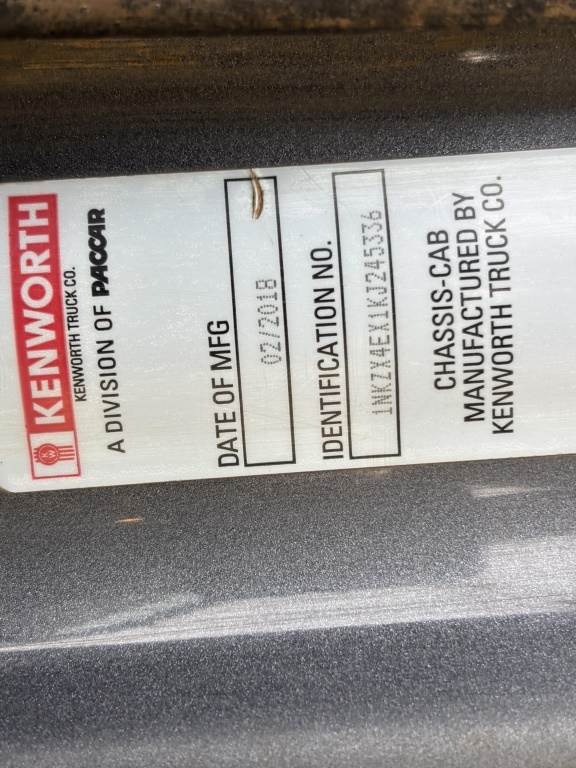 KENWORTH
KENWORTH TRUCK CO.
A DIVISION OF PACCAR
DATE OF MFG
02/2018
IDENTIFICATION NO.
1NKZX4EX1KJ245336
CHASSIS-CAB
MANUFACTURED BY
KENWORTH TRUCK CO.